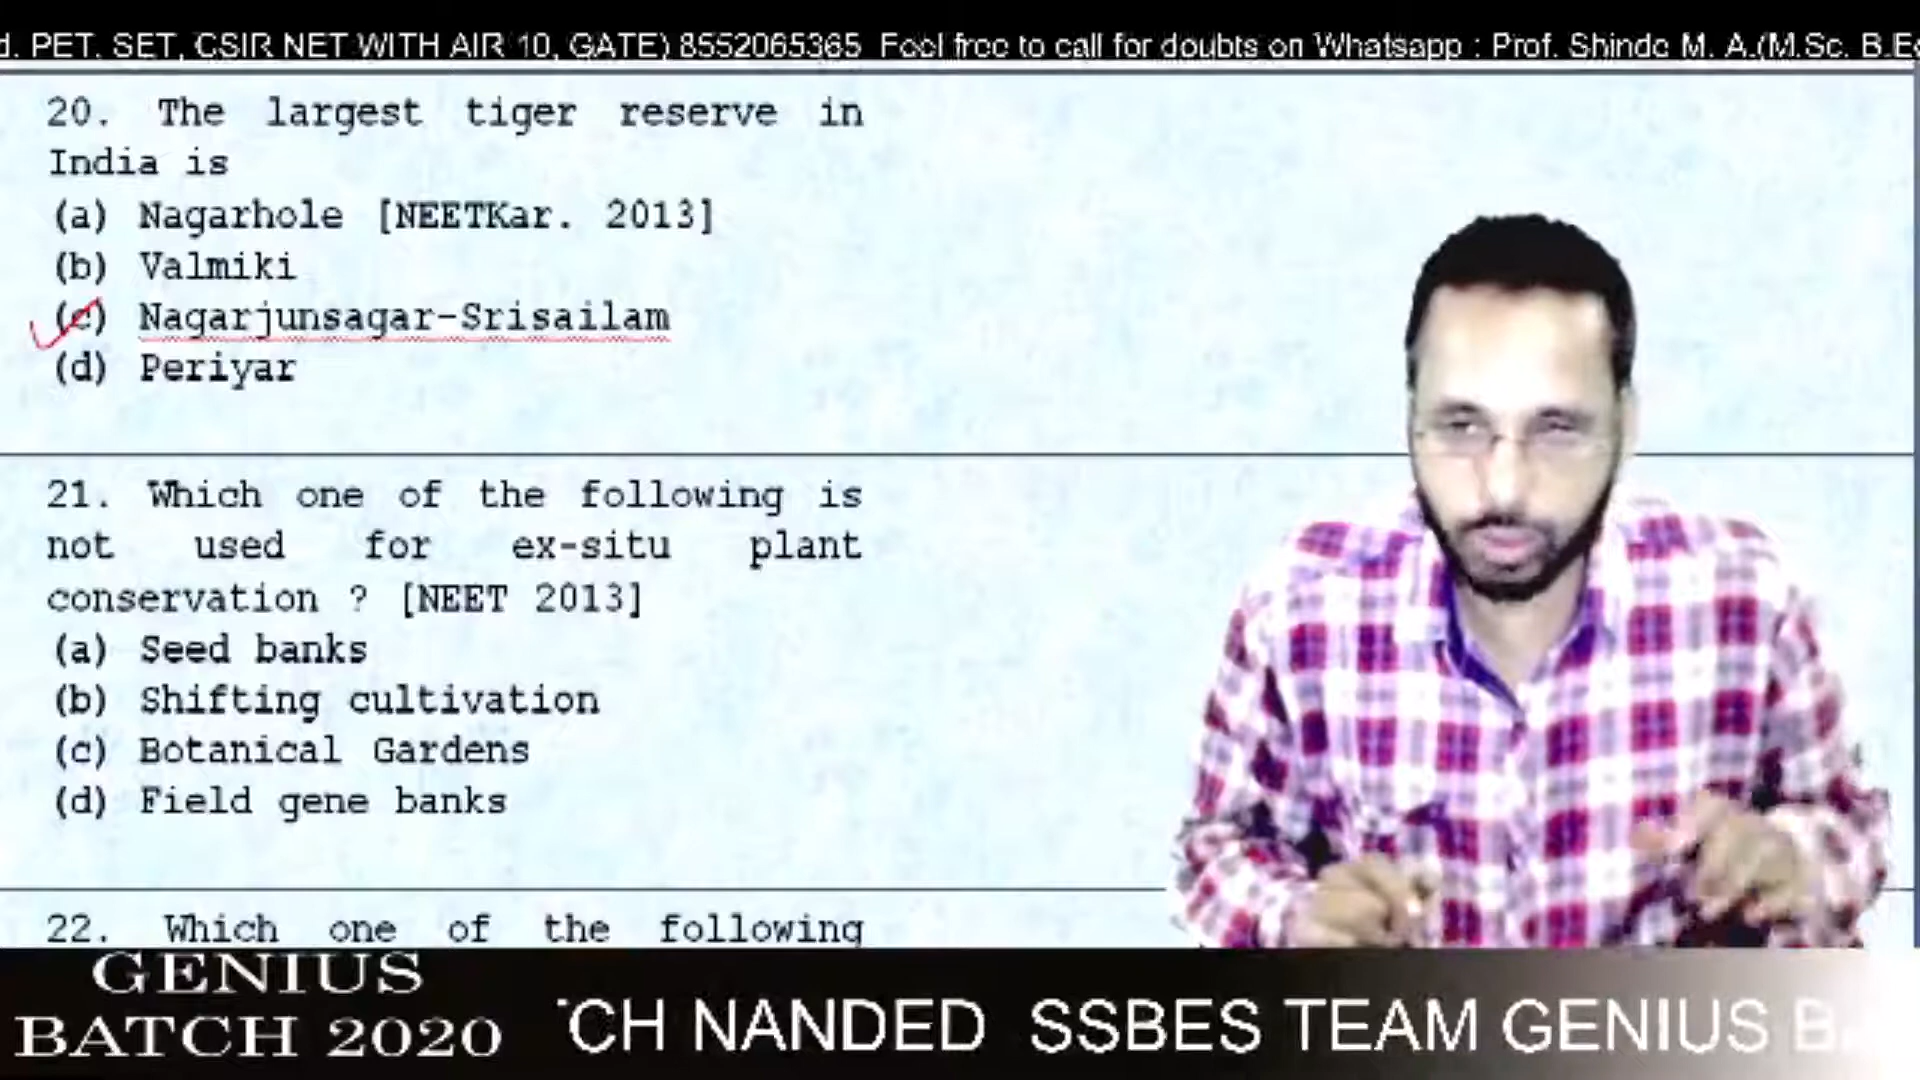 d. PET. SET, CSIR NET WITH AIR 10, GATE) 8552065365 Feel free to call for doubts on Whatsapp : Prof. Shinde M. A.(M.Sc. B.Ed
20. The largest tiger reserve in
India is
(a) Nagarhole [NEETKar. 2013]
(b) Valmiki
(c) Nagarjunsagar-Srisailam
(d) Periyar
21. Which one of the following is
not used for ex-situ plant
conservation ? [NEET 2013]
(a) Seed banks
(b) Shifting cultivation
(c) Botanical Gardens
(d) Field gene banks
22. Which one of the following
GENIUS
BATCH 2020
CH NANDED SSBES TEAM GENIUS B